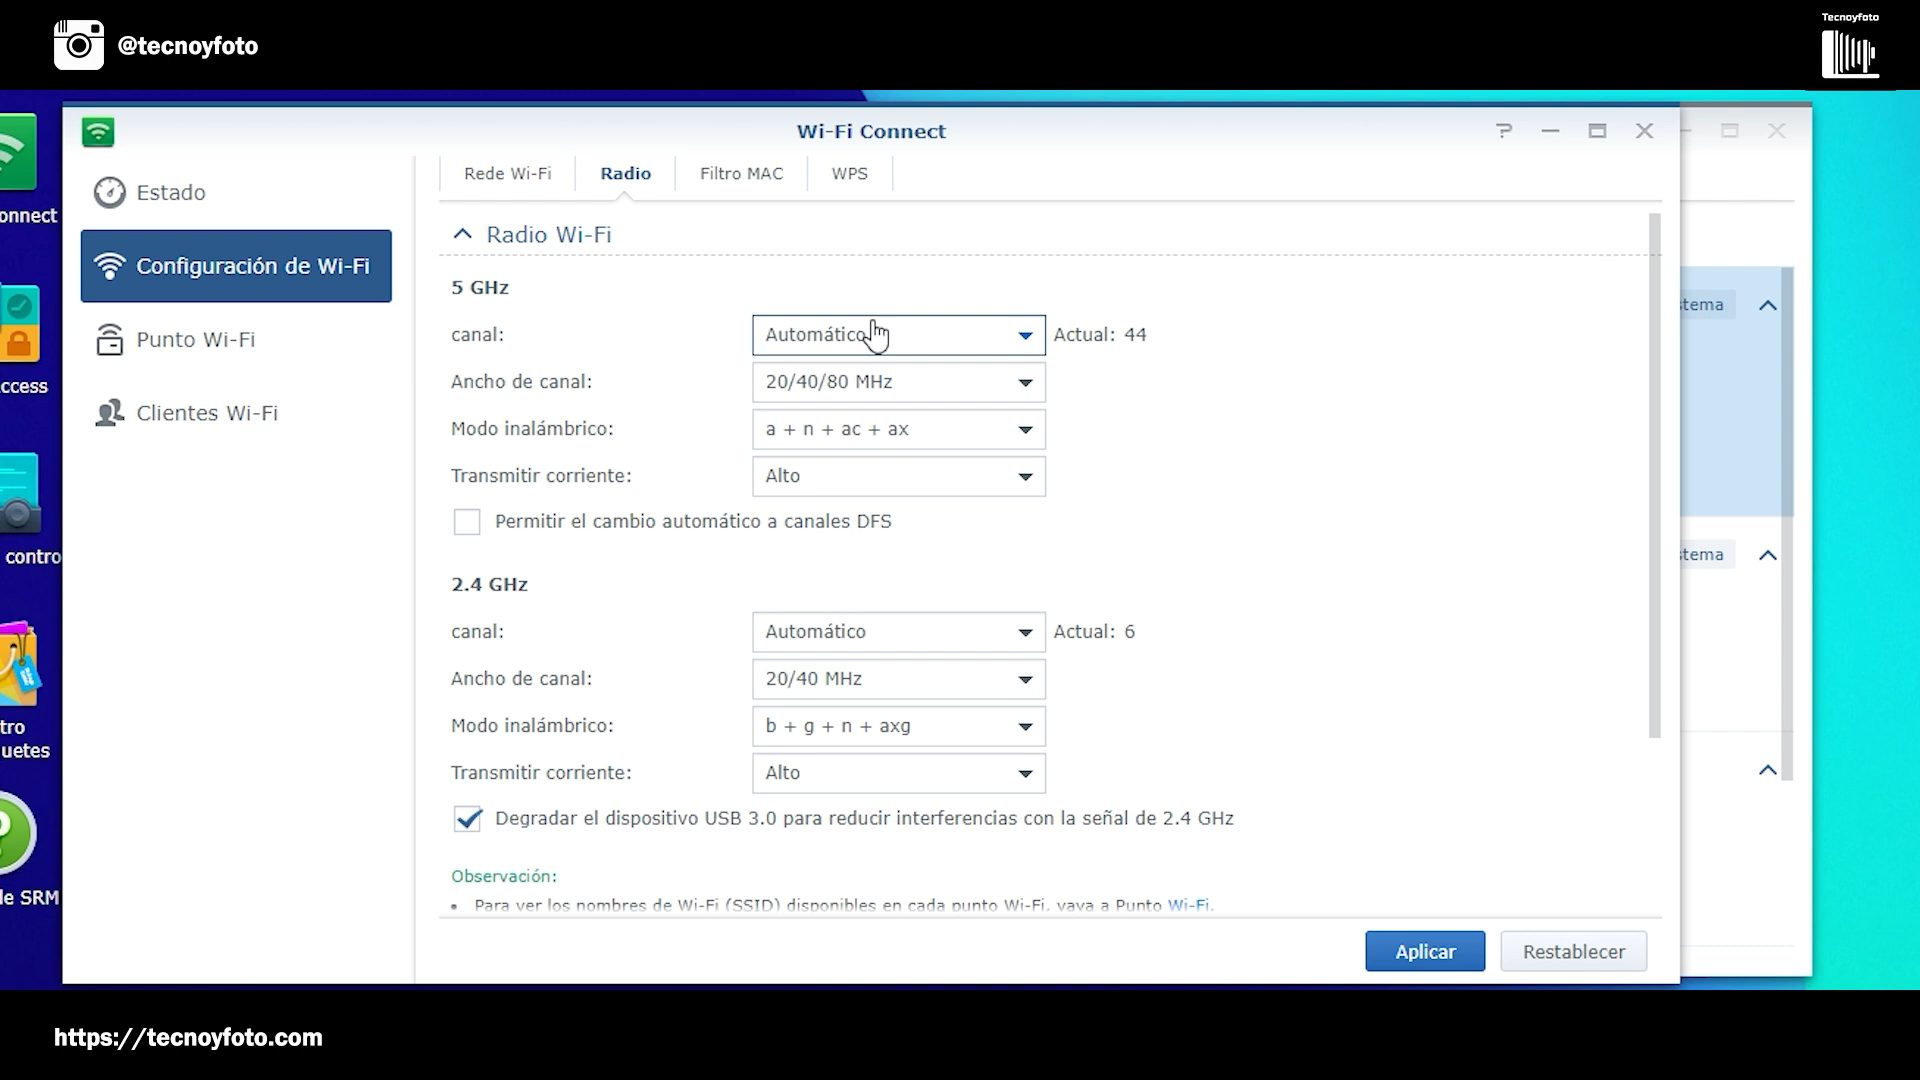 @tecnoyfoto
Tecnoyfoto
Wi-Fi Connect
Estado
Configuración de Wi-Fi
Punto Wi-Fi
Clientes Wi-Fi
Rede Wi-Fi
Radio
Filtro MAC
WPS
Radio Wi-Fi
5 GHz
canal: Automático Actual: 44
Ancho de canal: 20/40/80 MHz
Modo inalámbrico: a + n + ac + ax
Transmitir corriente: Alto
Permitir el cambio automático a canales DFS
2.4 GHz
canal: Automático Actual: 6
Ancho de canal: 20/40 MHz
Modo inalámbrico: b + g + n + axg
Transmitir corriente: Alto
Degradar el dispositivo USB 3.0 para reducir interferencias con la señal de 2.4 GHz
Observación:
• Para ver los nombres de Wi-Fi (SSID) disponibles en cada punto Wi-Fi, vaya a Punto Wi-Fi.
Aplicar
Restablecer
onnect
ccess
contro
tro
uetes
de SRM
stema
stema
https://tecnoyfoto.com